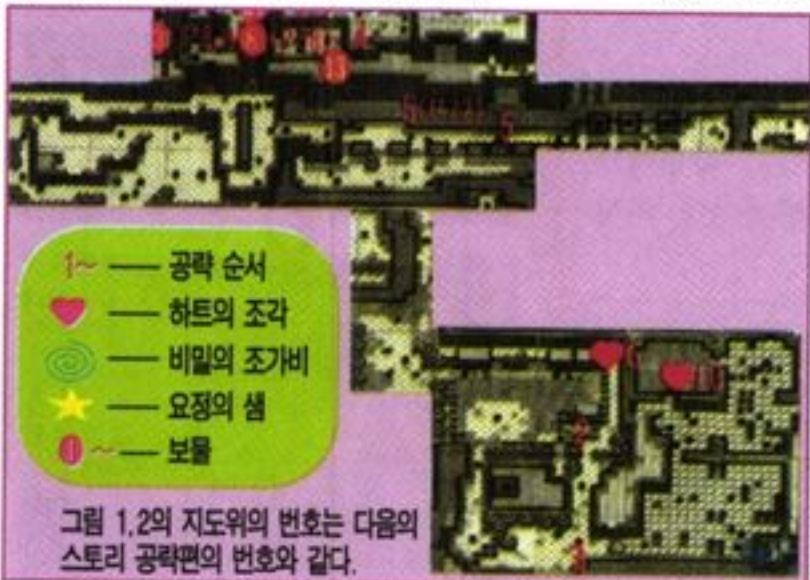 1~ — 공략 순서
— 하트의 조각
— 비밀의 조가비
— 요정의 샘
~ — 보물
그림 1.2의 지도위의 번호는 다음의
스토리 공략편의 번호와 같다.
5
2